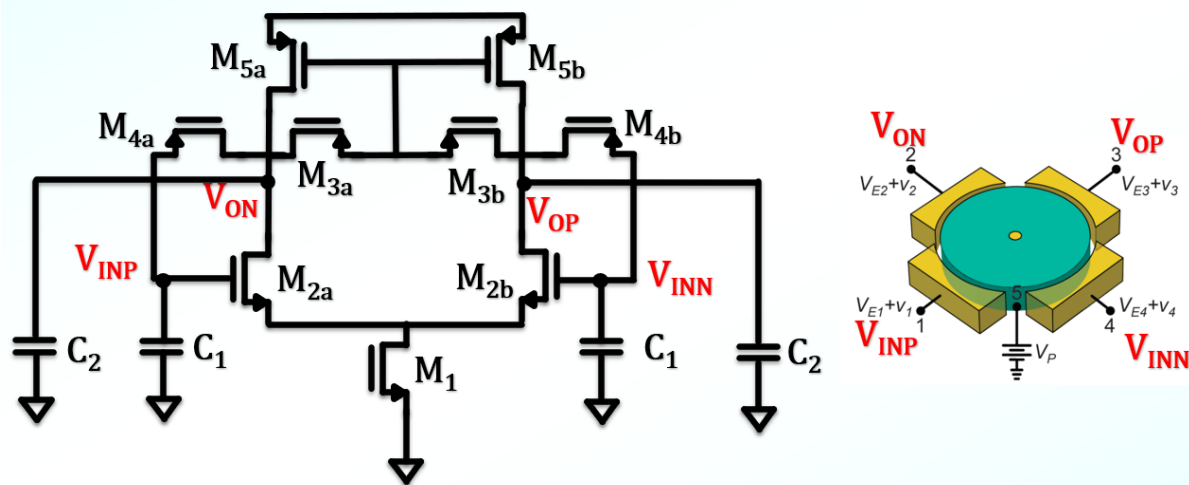 M5a
M5b
M4a
M4b
M3a
M3b
VON
VOP
VINP
VINN
M2a
M2b
C2
C1
M1
C1
C2
VON
2
VE2+v2
VOP
3
VE3+v3
5
VE1+v1
1
VINP
VE4+v4
4
VINN
VP